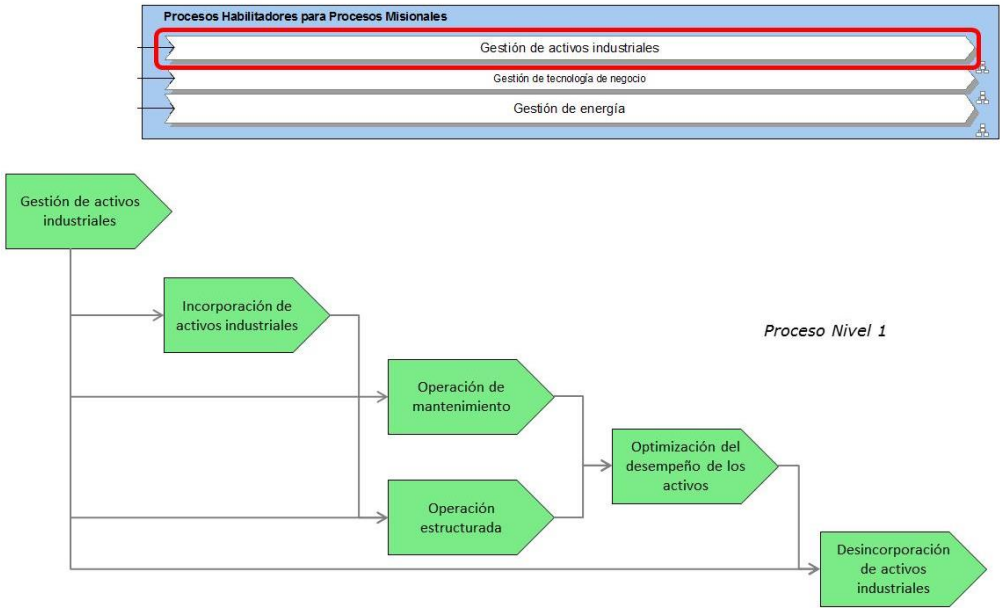 Procesos Habilitadores para Procesos Misionales
Gestión de activos industriales
Gestión de tecnología de negocio
Gestión de energía
Gestión de activos
industriales
Incorporación de
activos industriales
Proceso Nivel 1
Operación de
mantenimiento
Optimización del
desempeño de los
activos
Operación
estructurada
Desincorporación
de activos
industriales